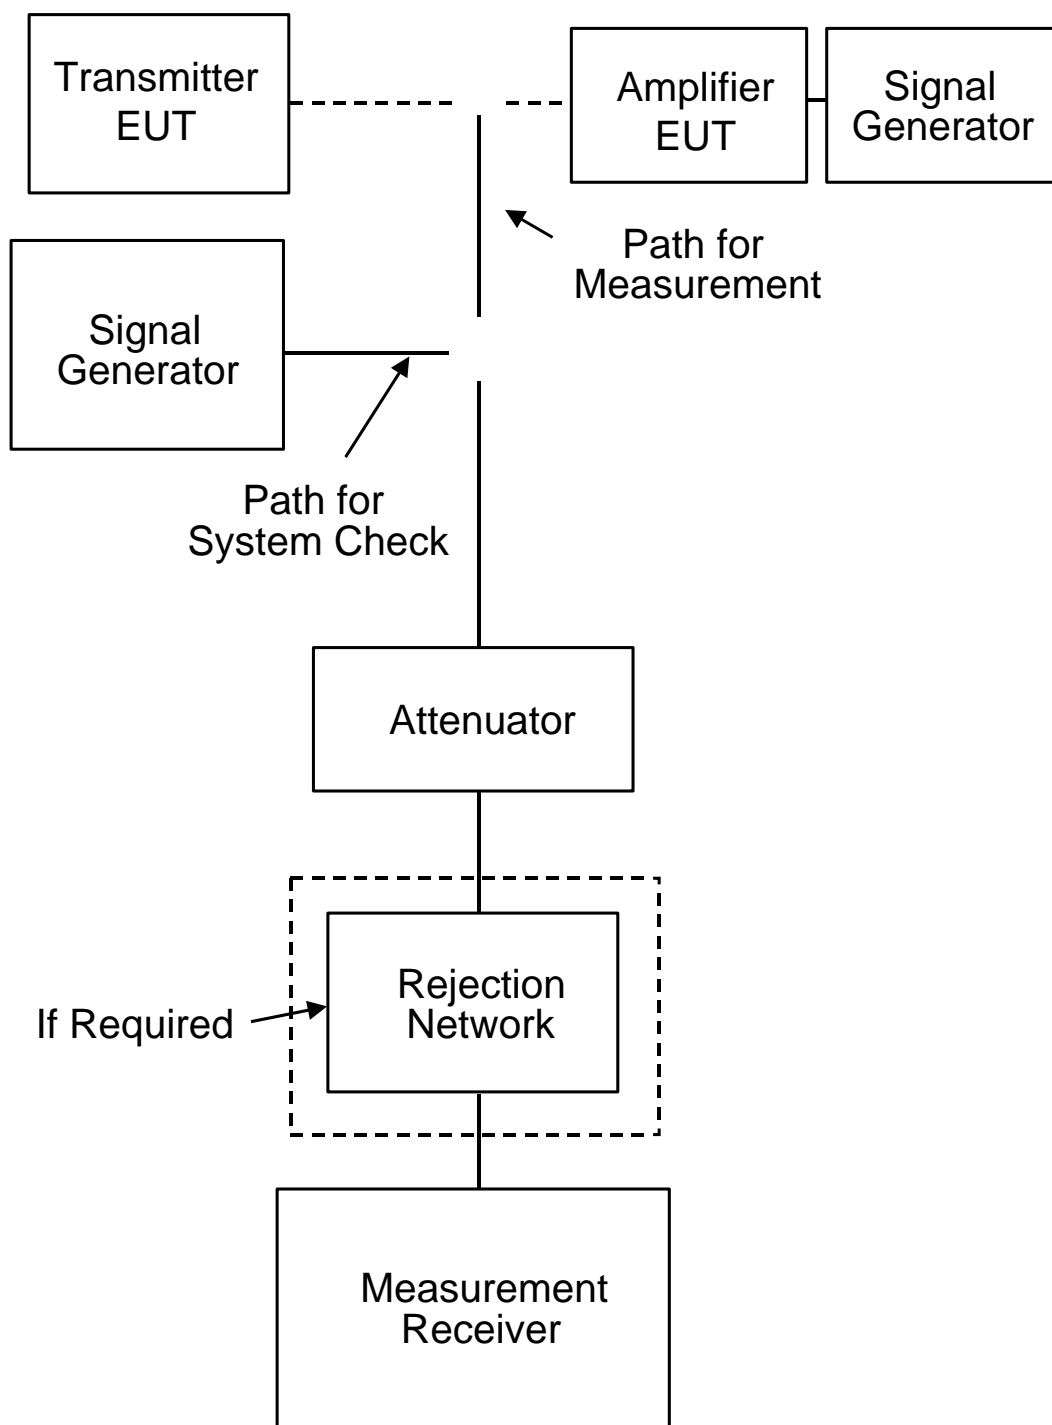 Transmitter
EUT
Amplifier
EUT
Signal
Generator
Path for
Measurement
Signal
Generator
Path for
System Check
Attenuator
Rejection
Network
If Required
Measurement
Receiver